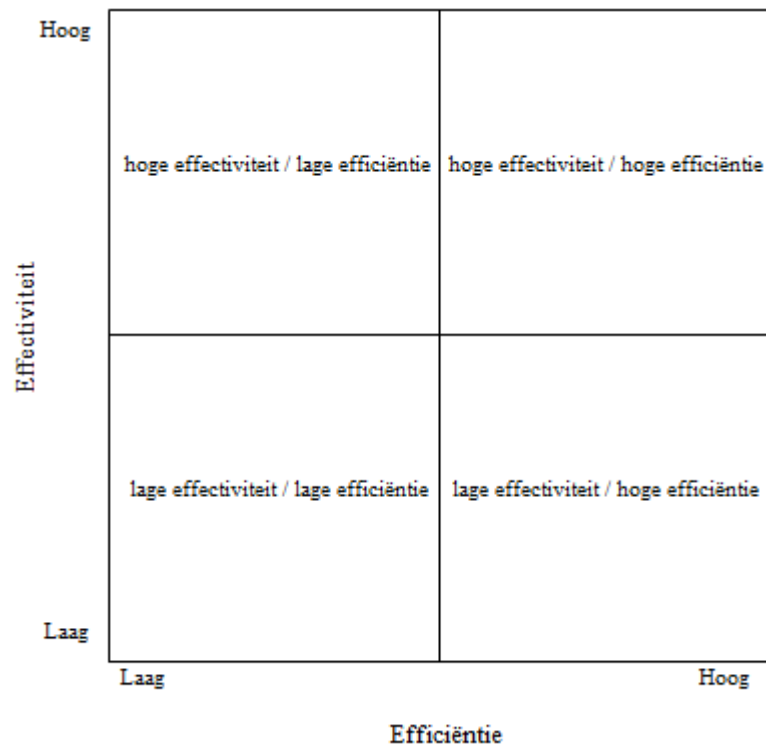 Hoog
hoge effectiviteit / lage efficiëntie
hoge effectiviteit / hoge efficiëntie
Effectiviteit
lage effectiviteit / lage efficiëntie
lage effectiviteit / hoge efficiëntie
Laag
Laag
Hoog
Efficiëntie